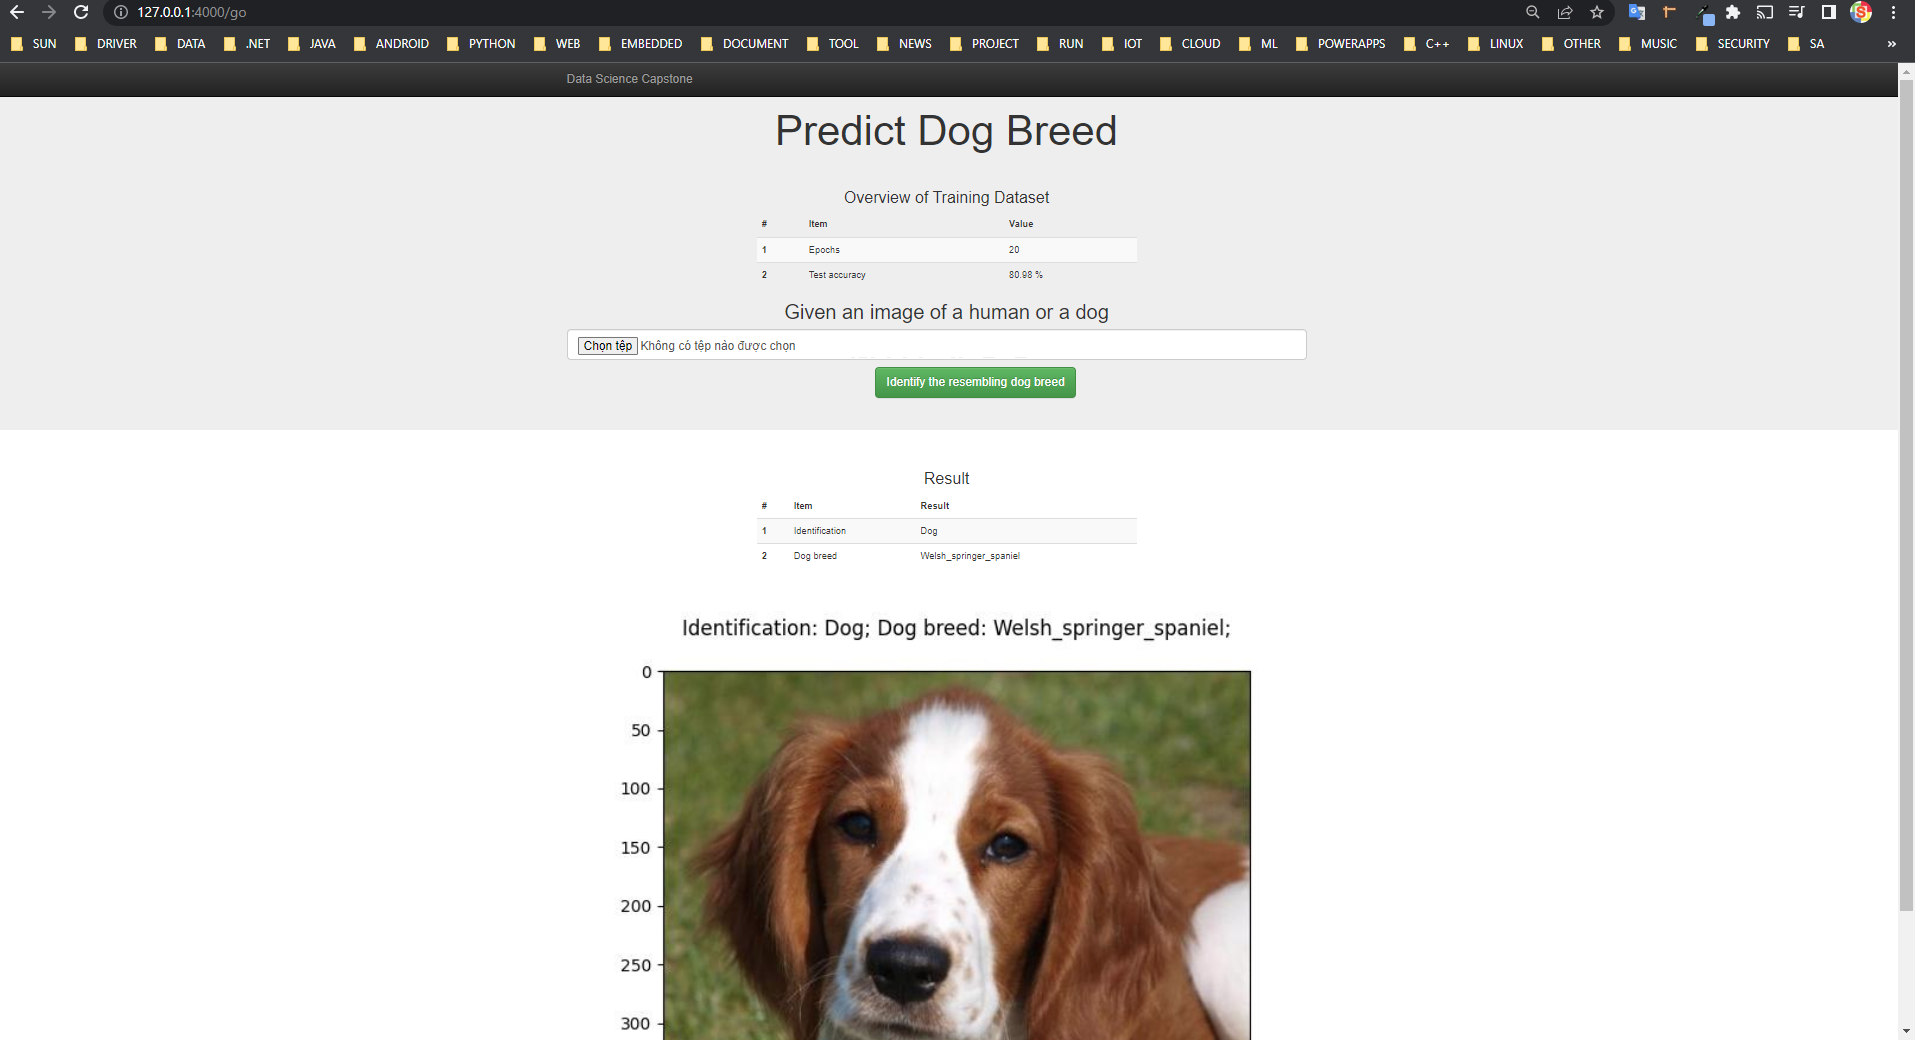 127.0.0.1:4000/go
SUN DRIVER DATA .NET JAVA ANDROID PYTHON WEB EMBEDDED DOCUMENT TOOL NEWS PROJECT RUN IOT CLOUD ML POWERAPPS C++ LINUX OTHER MUSIC SECURITY SA »
Data Science Capstone
Predict Dog Breed
Overview of Training Dataset
# Item Value
1 Epochs 20
2 Test accuracy 80.98 %
Given an image of a human or a dog
Chọn tệp Không có tệp nào được chọn
Identify the resembling dog breed
Result
# Item Result
1 Identification Dog
2 Dog breed Welsh_springer_spaniel
Identification: Dog; Dog breed: Welsh_springer_spaniel;
0
50
100
150
200
250
300